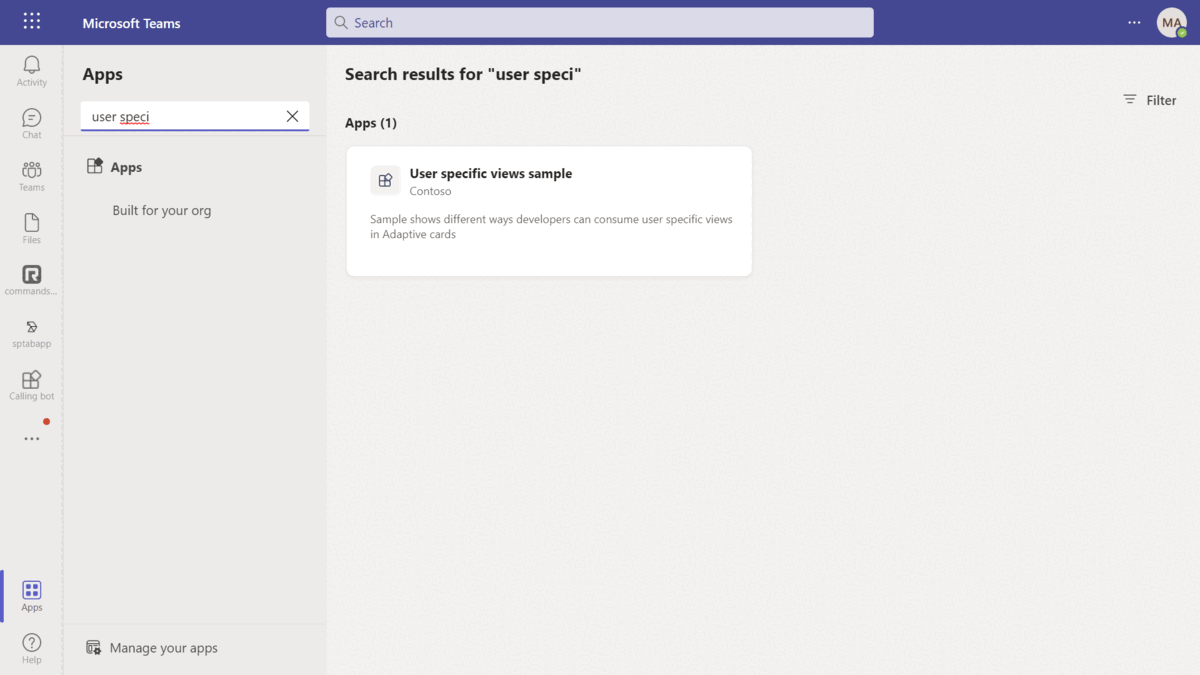 Microsoft Teams
Search
MA
Activity
Chat
Teams
Files
commands...
sptabapp
Calling bot
Apps
Help
Apps
user speci
Apps
Built for your org
Manage your apps
Search results for "user speci"
Filter
Apps (1)
User specific views sample
Contoso
Sample shows different ways developers can consume user specific views
in Adaptive cards